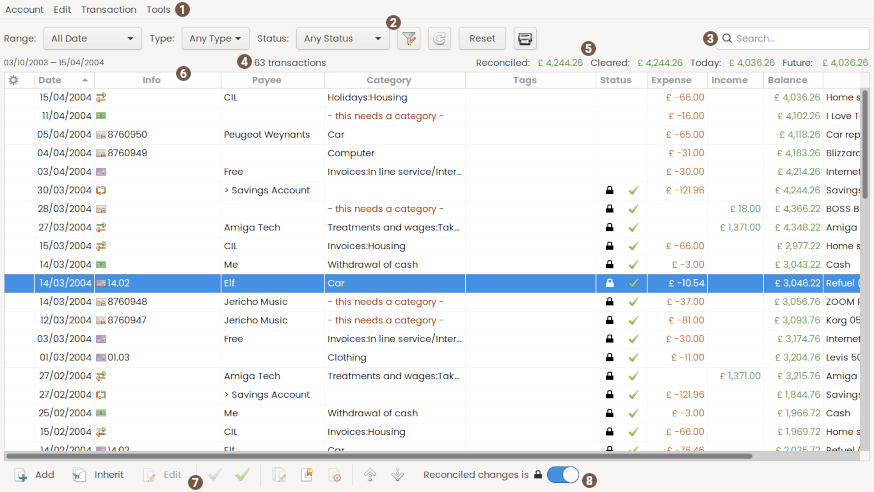 Account Edit Transaction Tools 1
2
Range: All Date Type: Any Type Status: Any Status Reset 3 Search...
03/10/2003 — 15/04/2004 4 63 transactions 5 Reconciled: £ 4,244.26 Cleared: £ 4,244.26 Today: £ 4,036.26 Future: £ 4,036.26
6
Date Info Payee Category Tags Status Expense Income Balance
15/04/2004 CIL Holidays:Housing £ -66.00 £ 4,036.26 Home s
11/04/2004 - this needs a category - £ -16.00 £ 4,102.26 I Love T
05/04/2004 8760950 Peugeot Weynants Car £ -65.00 £ 4,118.26 Car rep
04/04/2004 8760949 Computer £ -31.00 £ 4,183.26 Blizzard
03/04/2004 Free Invoices:In line service/Inter... £ -30.00 £ 4,214.26 Internet
30/03/2004 > Savings Account £ -121.96 £ 4,244.26 Savings
28/03/2004 - this needs a category - £ 18.00 £ 4,366.22 BOSS B
27/03/2004 Amiga Tech Treatments and wages:Tak... £ 1,371.00 £ 4,348.22 Amiga
15/03/2004 CIL Invoices:Housing £ -66.00 £ 2,977.22 Home s
14/03/2004 Me Withdrawal of cash £ -3.00 £ 3,043.22 Cash
14/03/2004 14.02 Elf Car £ -10.54 £ 3,046.22 Refuel (
14/03/2004 8760948 Jericho Music - this needs a category - £ -37.00 £ 3,056.76 ZOOM F
12/03/2004 8760947 Jericho Music - this needs a category - £ -81.00 £ 3,093.76 Korg 05
03/03/2004 Free Invoices:In line service/Inter... £ -30.00 £ 3,174.76 Internet
01/03/2004 01.03 Clothing £ -11.00 £ 3,204.76 Levis 50
27/02/2004 Amiga Tech Treatments and wages:Tak... £ 1,371.00 £ 3,215.76 Amiga
27/02/2004 > Savings Account £ -121.96 £ 1,844.76 Savings
25/02/2004 Me Withdrawal of cash £ -3.00 £ 1,966.72 Cash
15/02/2004 CIL Invoices:Housing £ -66.00 £ 1,969.72 Home s
14/02/2004 14.02 Elf Car £ -76.46 £ 2,035.72 Refuel (
Add Inherit Edit 7 Reconciled changes is 8